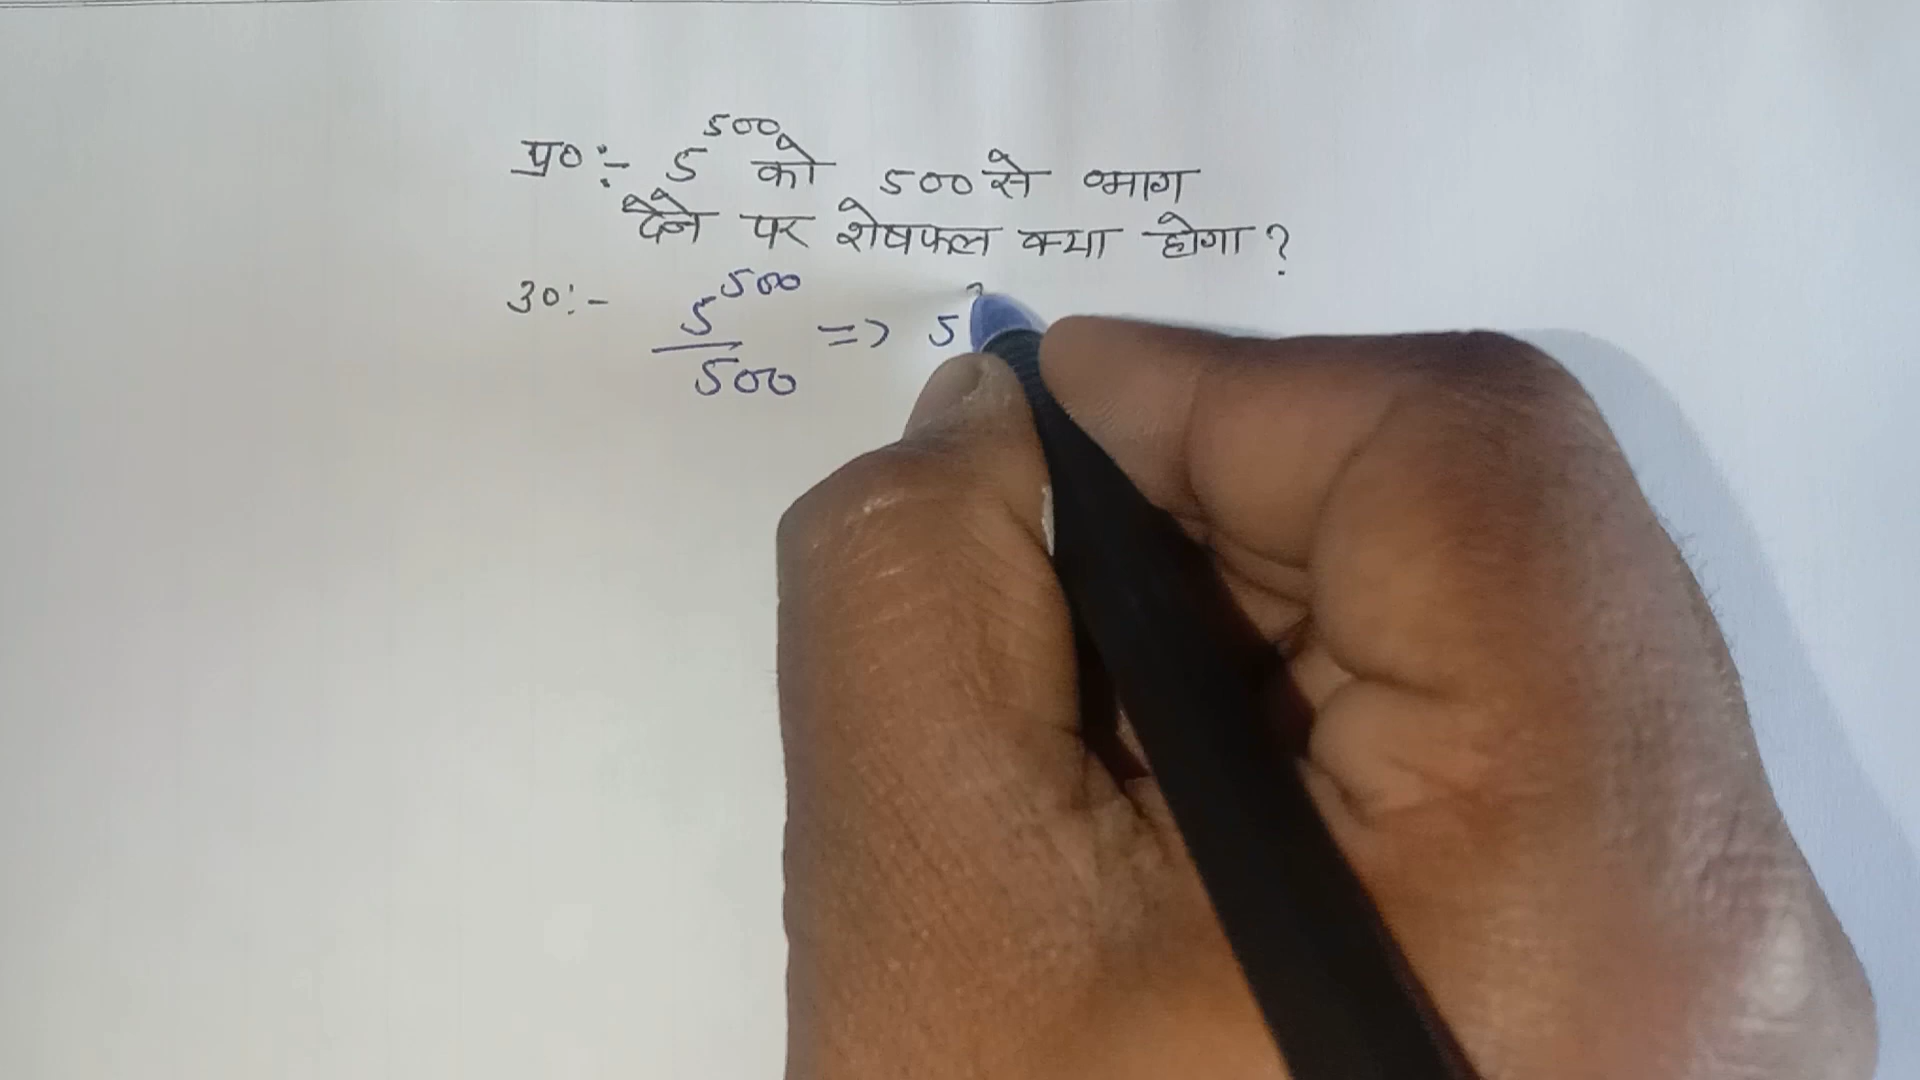 प्र०:- 5^500 को 500 से भाग
देने पर शेषफल क्या होगा ?
उ०:- 5^500/500 => 5